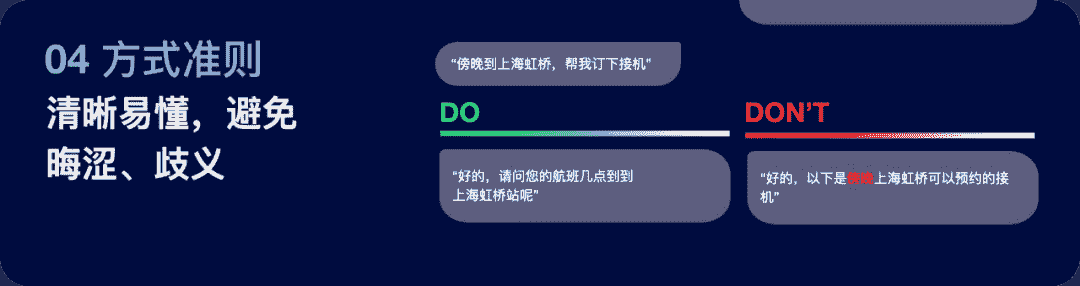 04 方式准则
清晰易懂，避免
晦涩、歧义
“傍晚到上海虹桥，帮我订下接机”
DO
“好的，请问您的航班几点到到
上海虹桥站呢”
DON’T
“好的，以下是上海虹桥可以预约的接
机”